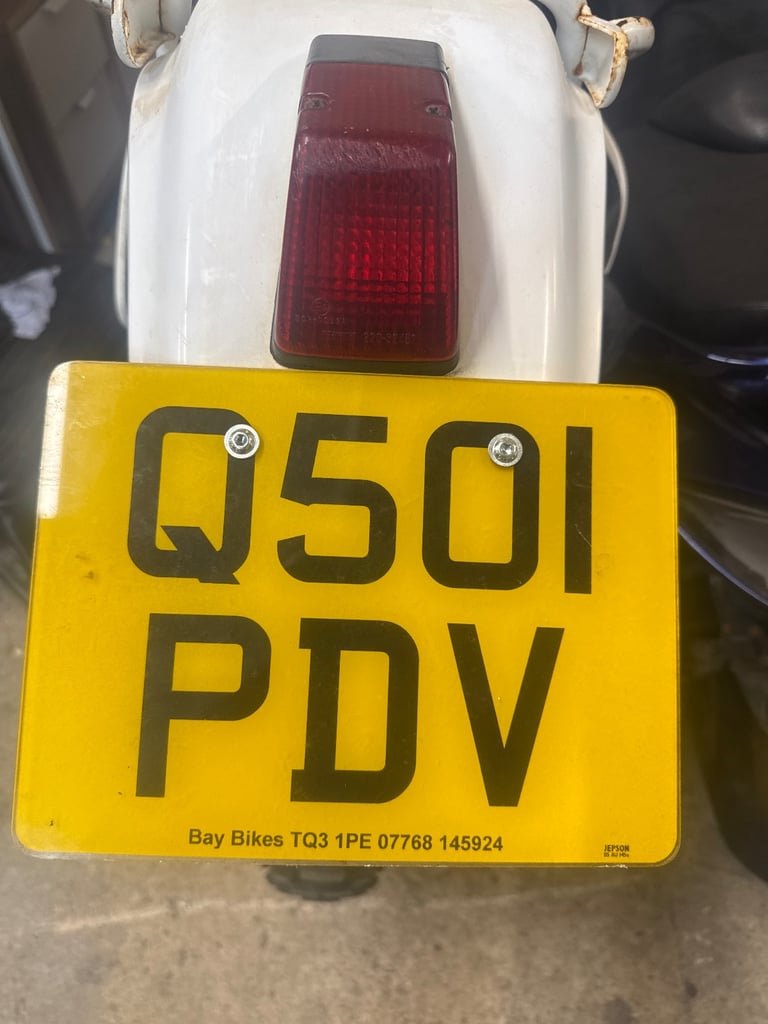 Q501
PDV
Bay Bikes TQ3 1PE 07768 145924
JEPSON